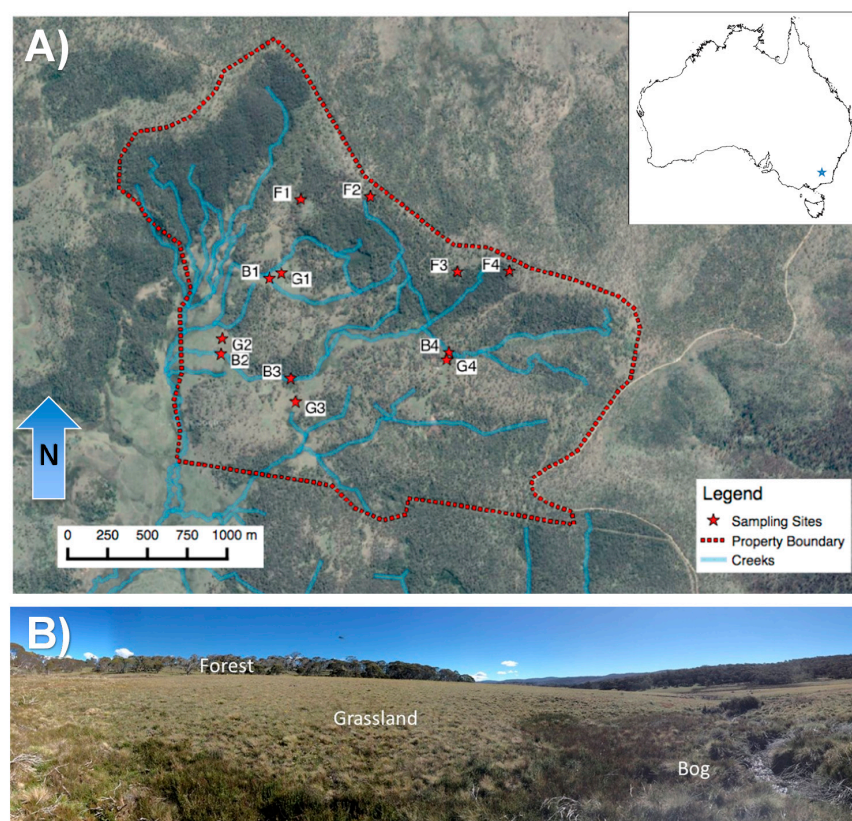 A)
F1
F2
F3
F4
B1
G1
G2
B2
B3
B4
G4
G3
N
0 250 500 750 1000 m
Legend
Sampling Sites
Property Boundary
Creeks
B)
Forest
Grassland
Bog